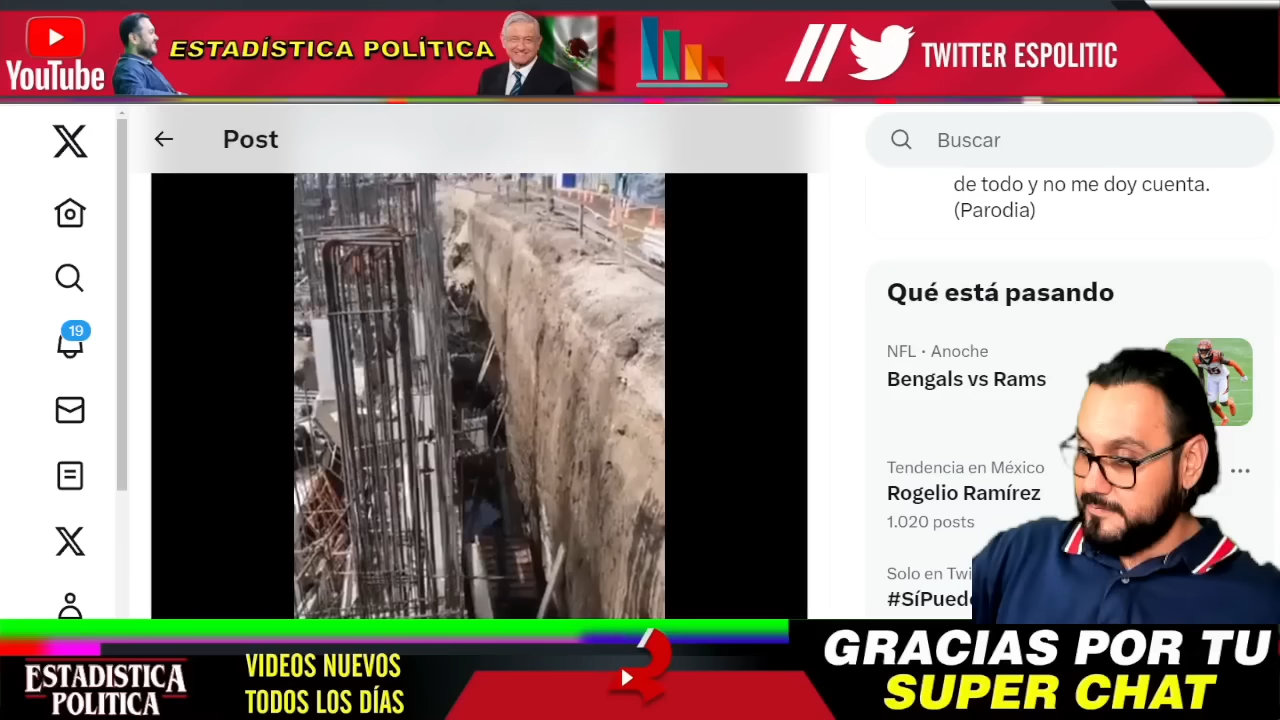 YouTube
ESTADÍSTICA POLÍTICA
TWITTER ESPOLITIC
Post
Buscar
de todo y no me doy cuenta.
(Parodia)
Qué está pasando
19
NFL · Anoche
Bengals vs Rams
Tendencia en México
Rogelio Ramírez
1.020 posts
Solo en
#SíPued
ESTADISTICA
POLITICA
VIDEOS NUEVOS
TODOS LOS DÍAS
GRACIAS POR TU
SUPER CHAT